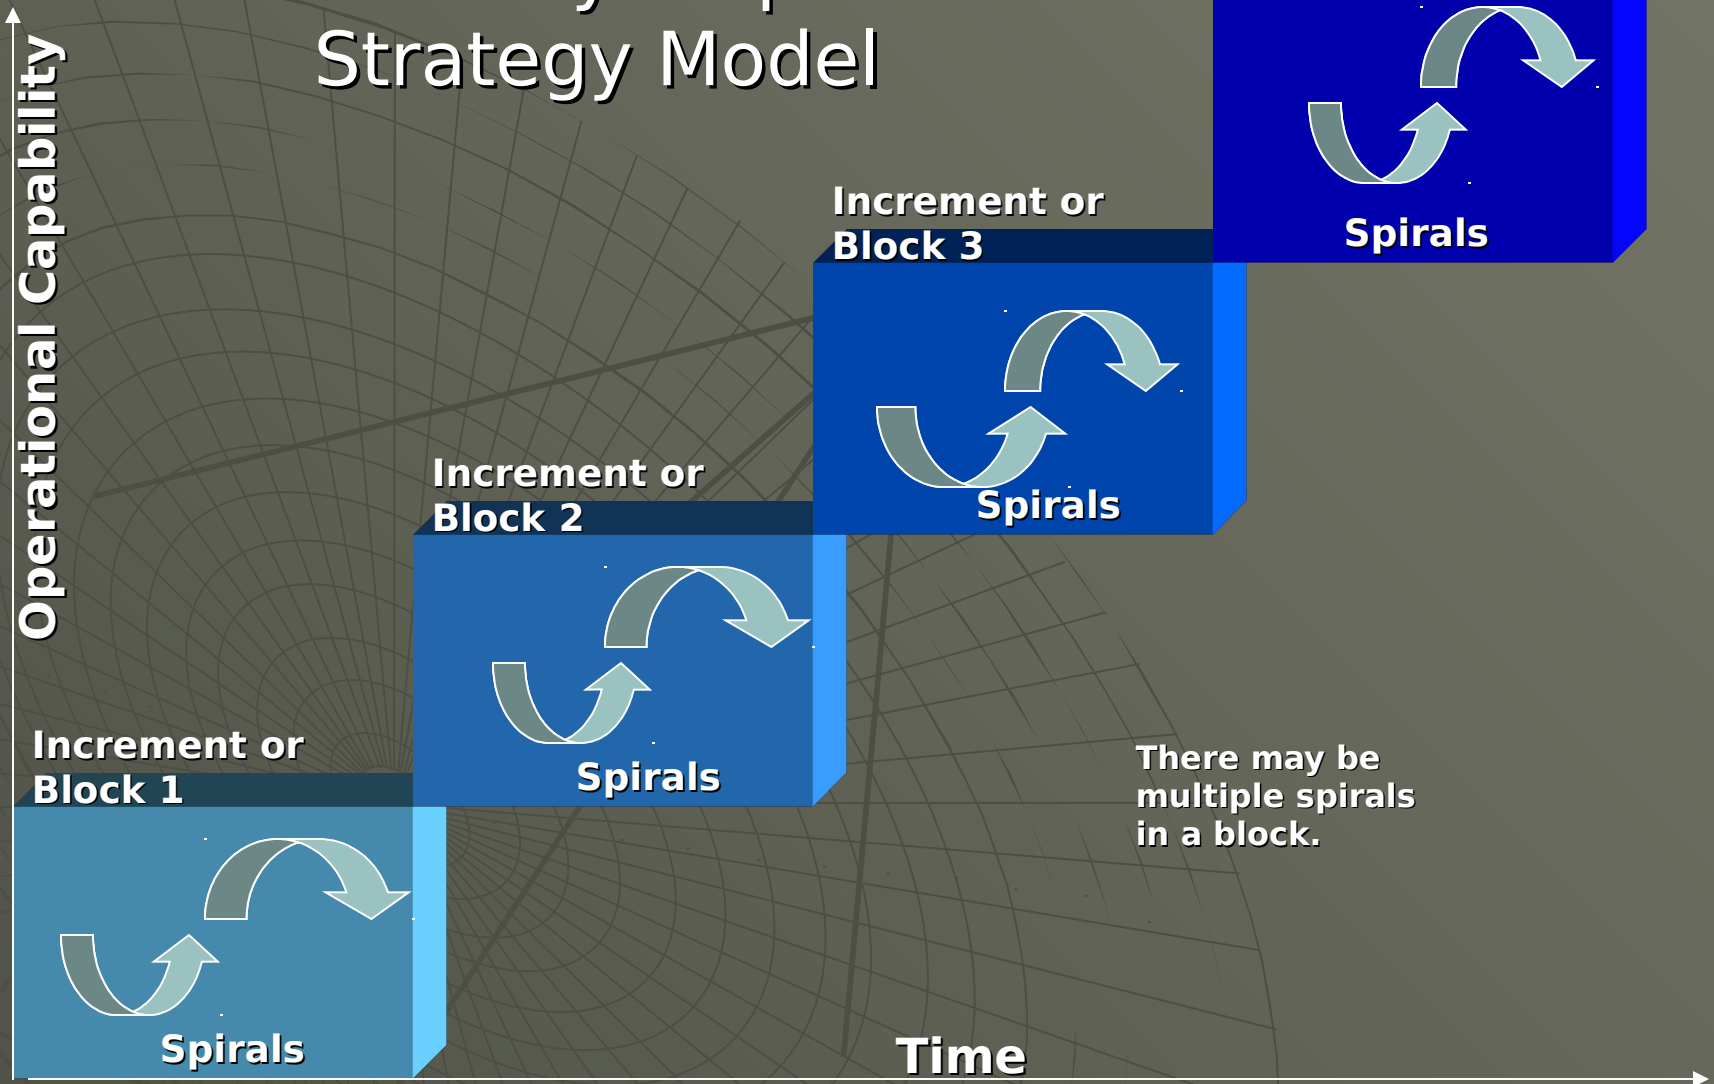 Strategy Model
Operational Capability
Spirals
Increment or
Block 3
Spirals
Increment or
Block 2
Spirals
Increment or
Block 1
Spirals
There may be
multiple spirals
in a block.
Time